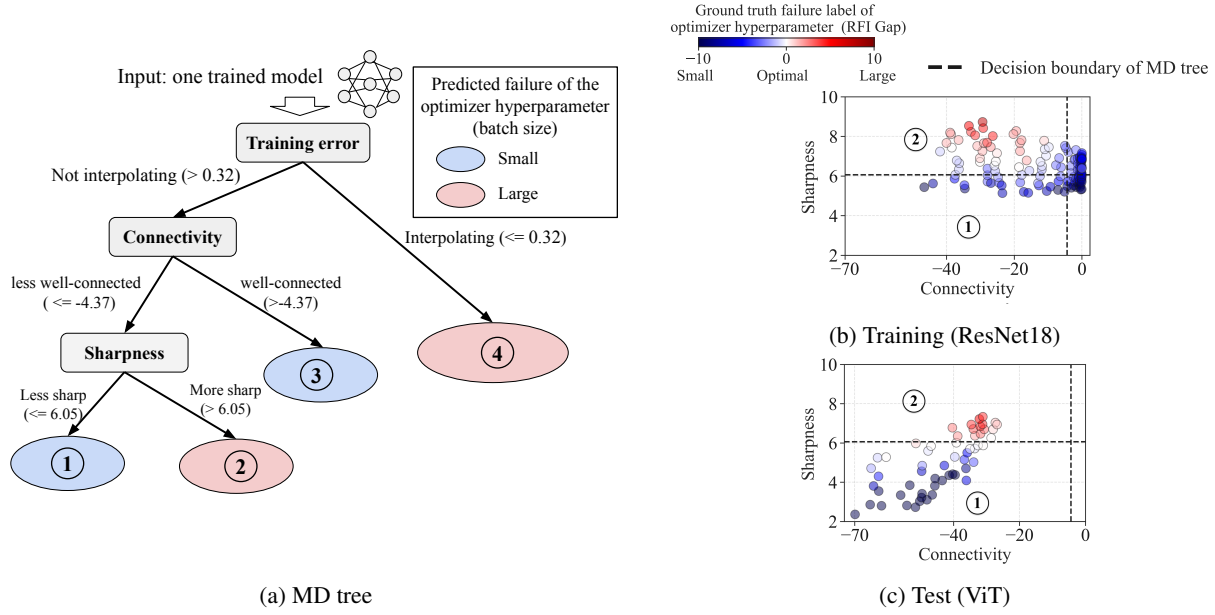 Input: one trained model
Predicted failure of the
optimizer hyperparameter
(batch size)
Small
Large
Training error
Not interpolating (> 0.32)
Interpolating (<= 0.32)
Connectivity
less well-connected
( <= -4.37)
well-connected
(>-4.37)
Sharpness
3
4
Less sharp
(<= 6.05)
More sharp
(> 6.05)
1
2
(a) MD tree
Ground truth failure label of
optimizer hyperparameter (RFI Gap)
−10 0 10
Small Optimal Large
Decision boundary of MD tree
Sharpness
10
8
6
4
2
2
1
−70 −40 −20 0
Connectivity
(b) Training (ResNet18)
Sharpness
10
8
6
4
2
2
1
−70 −40 −20 0
Connectivity
(c) Test (ViT)